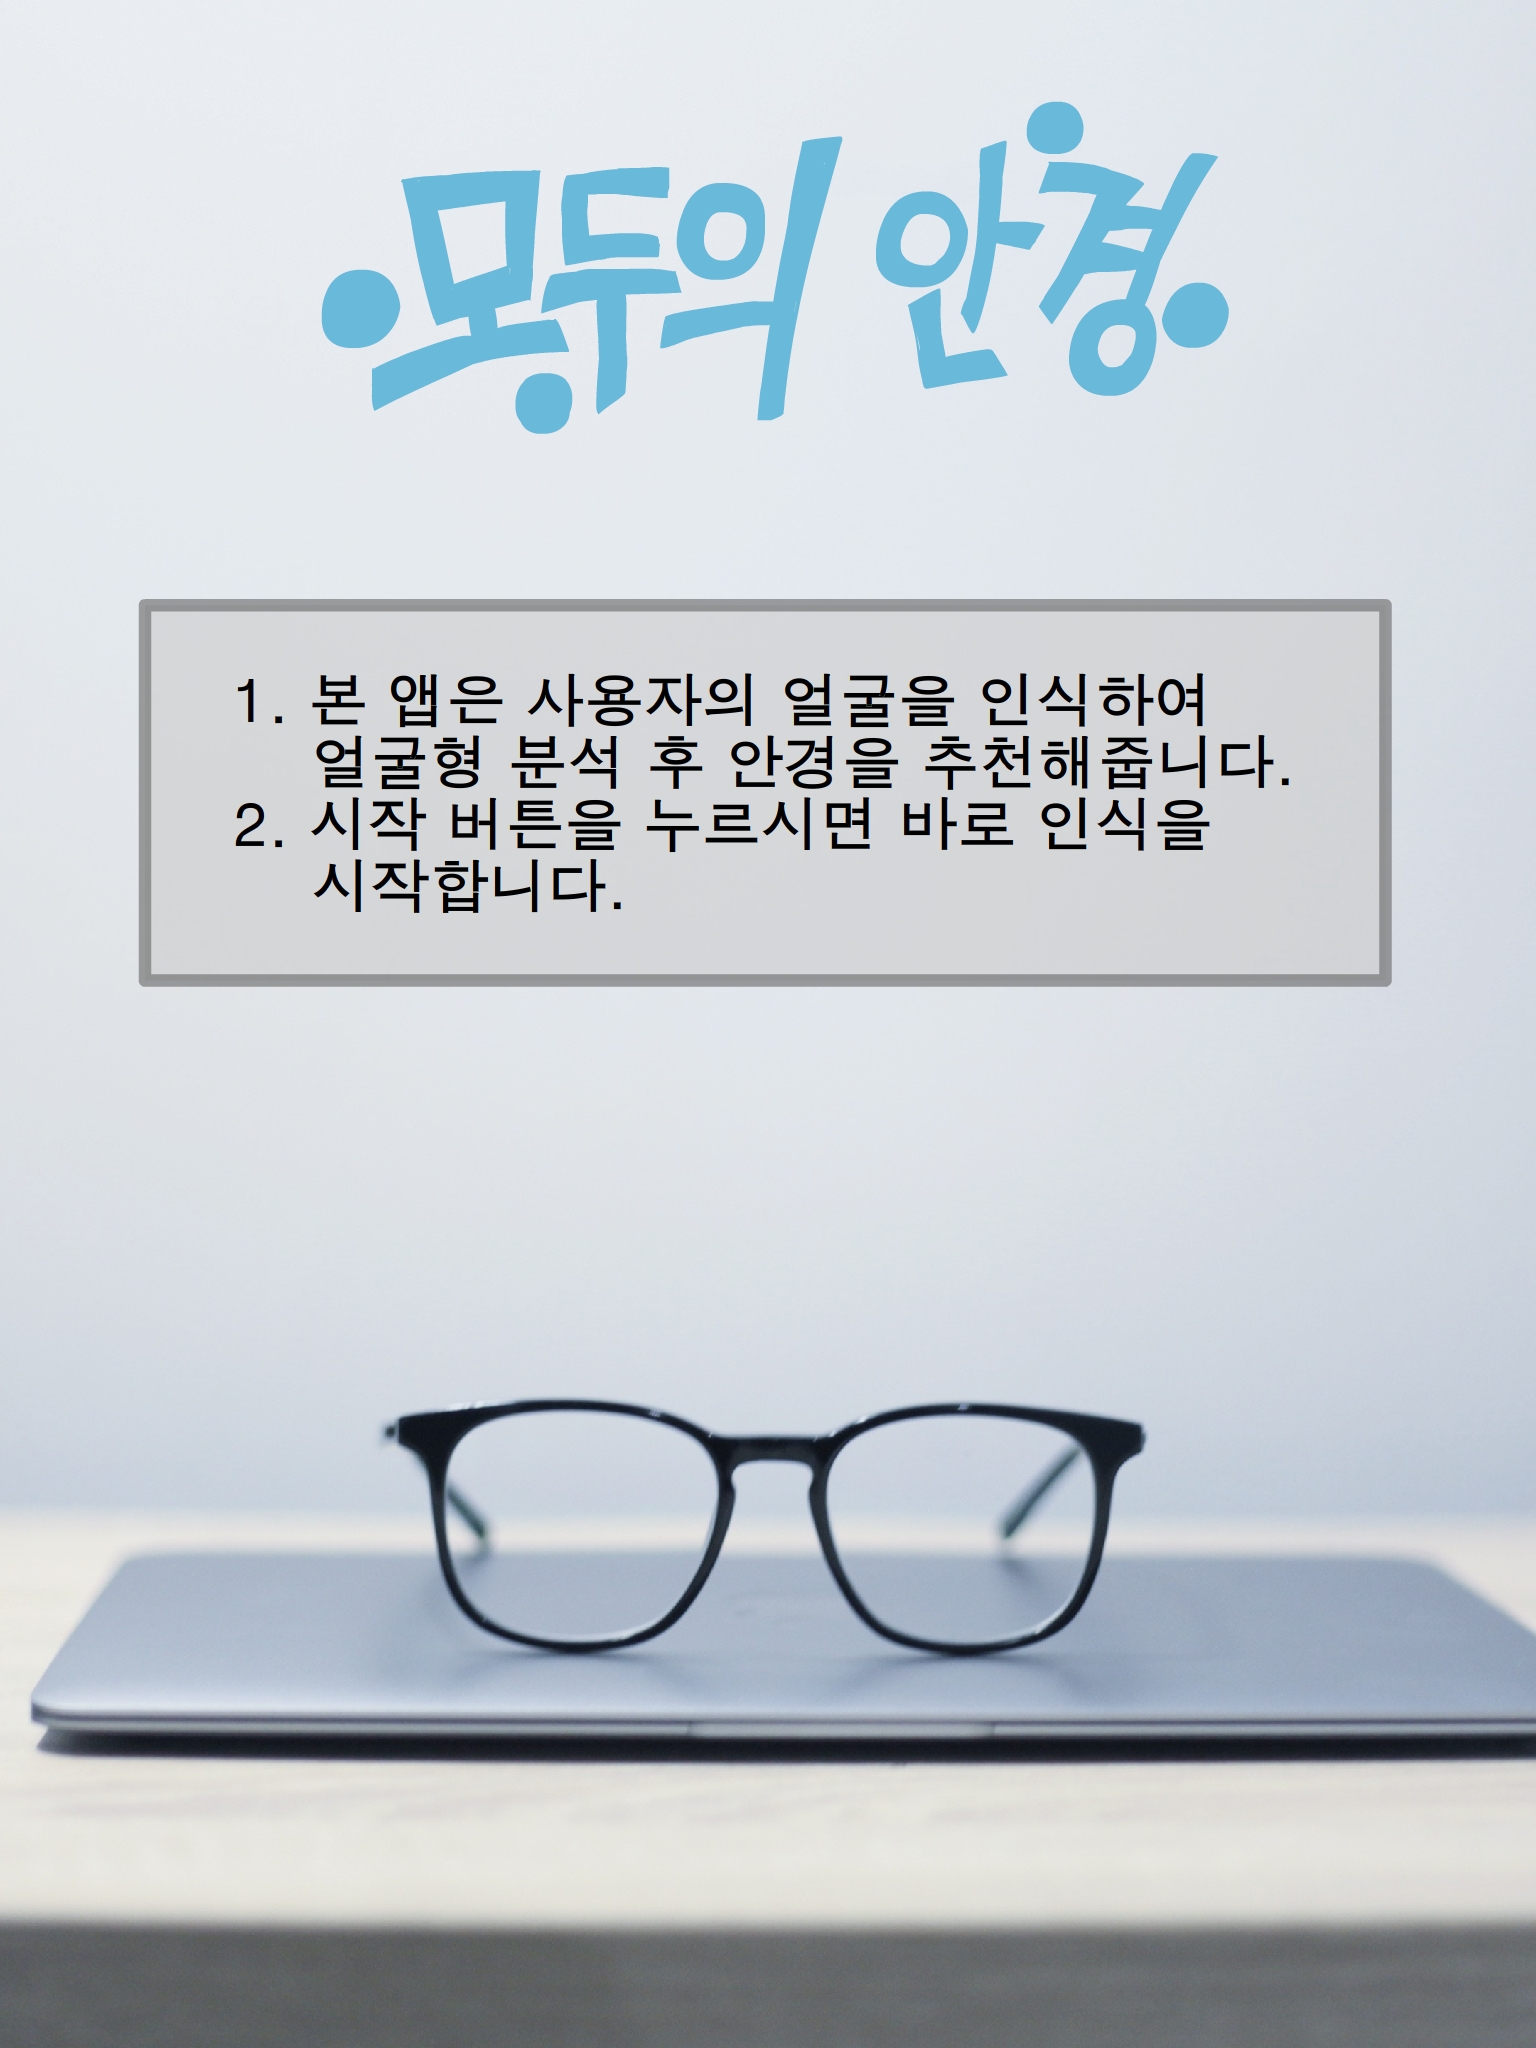 모두의 안경
1. 본 앱은 사용자의 얼굴을 인식하여
얼굴형 분석 후 안경을 추천해줍니다.
2. 시작 버튼을 누르시면 바로 인식을
시작합니다.